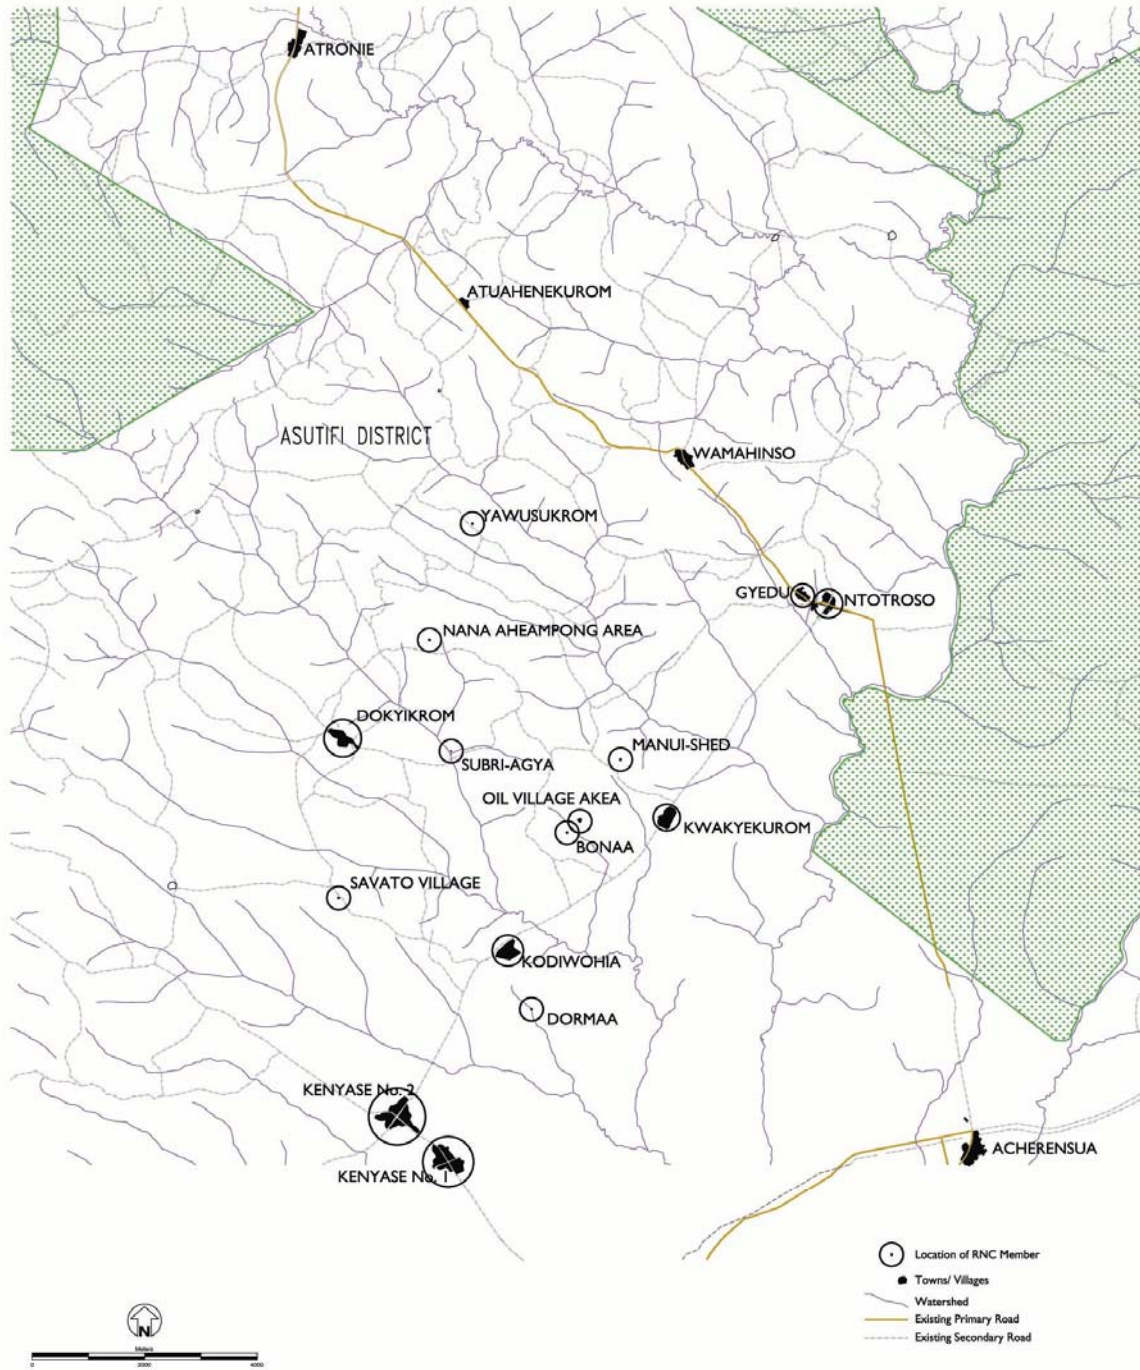 ATRONIE
ATUAHENEKUROM
ASUTIFI DISTRICT
WAMAHINSO
YAWUSUKROM
GYEDU
NTOTROSO
NANA AHEAMPONG AREA
DOKYIKROM
MANUI-SHED
SUBRI-AGYA
OIL VILLAGE AKEA
KWAKYEKUROM
BONAA
SAVATO VILLAGE
KODIWOHIA
DORMAA
KENYASE No. 2
ACHERENSUA
KENYASE No. 1
Location of RNC Member
Towns/ Villages
Watershed
Existing Primary Road
Existing Secondary Road
N
Meters
0 2000 4000